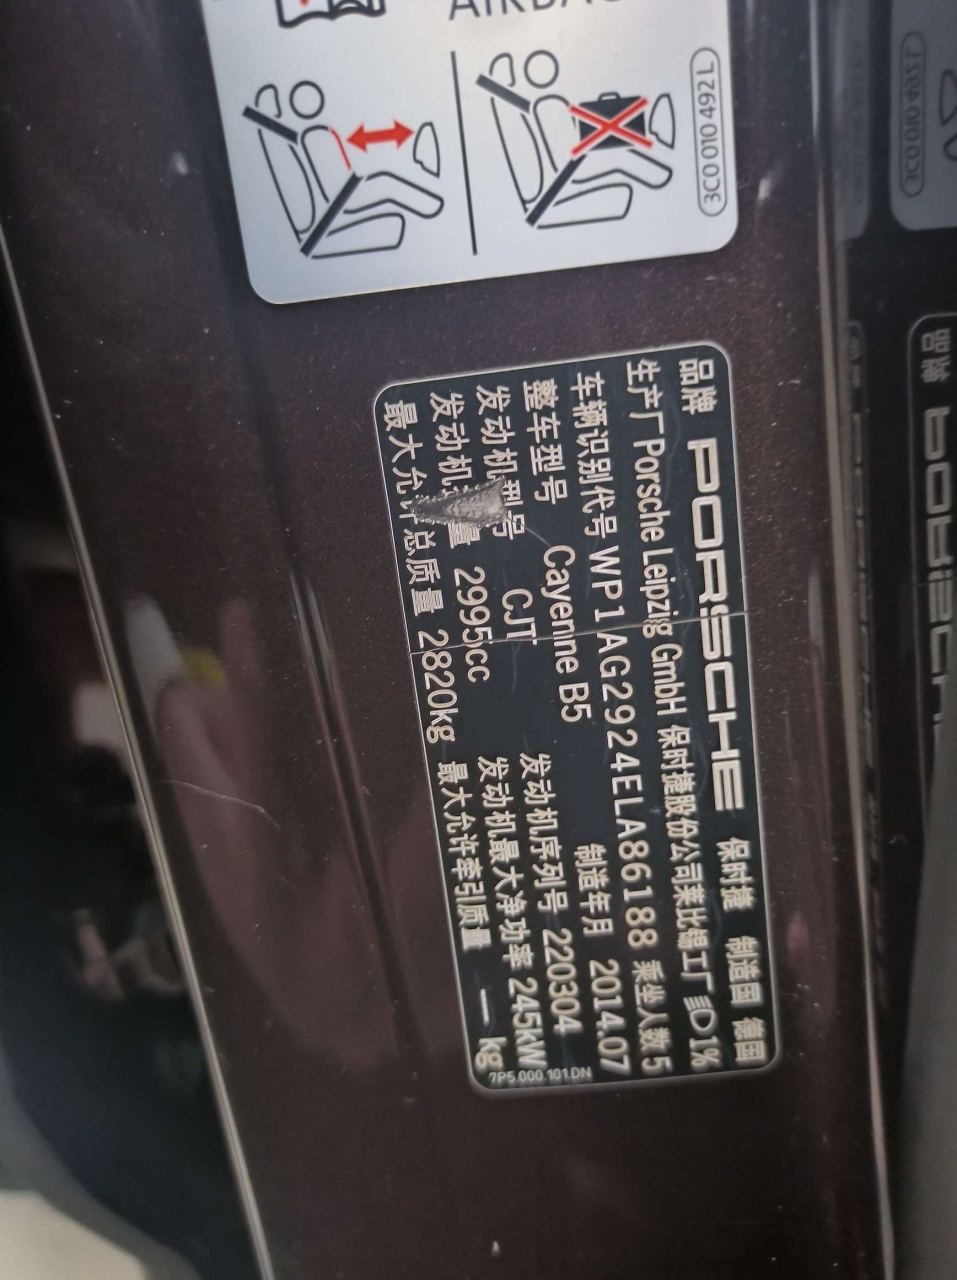 AIRBAG
3C0 010 492 L
品牌 PORSCHE 保时捷 制造国 德国
生产厂 Porsche Leipzig GmbH 保时捷股份公司莱比锡工厂 1%
车辆识别代号 WP1AG2924ELA86188 乘坐人数 5
整车型号 Cayenne B5 制造年月 2014.07
发动机型号 CJT 发动机序列号 220304
发动机 量 2995cc 发动机最大净功率 245kW
最大允许总质量 2820kg 最大允许牵引质量 — kg
7P5.000.101.DN